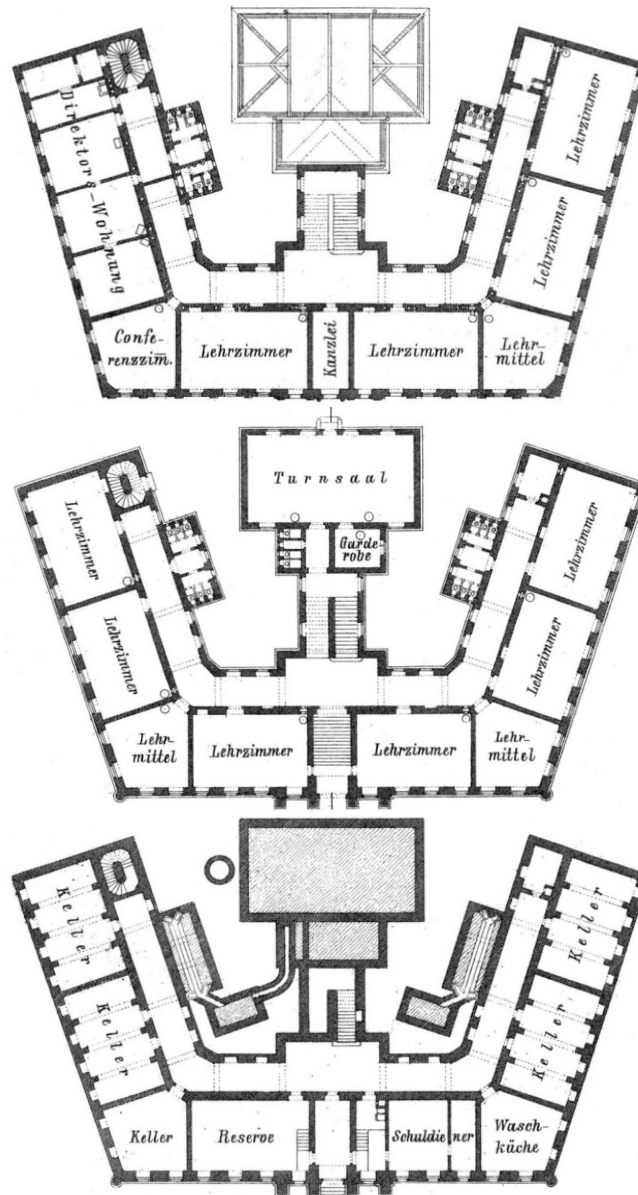 Direktors-Wohnung
Lehrzimmer
Lehrzimmer
Confe-
renzzim.
Lehrzimmer
Kanzlei
Lehrzimmer
Lehr-
mittel
Turnsaal
Garde
robe
Lehrzimmer
Lehrzimmer
Lehrzimmer
Lehrzimmer
Lehr-
mittel
Lehrzimmer
Lehrzimmer
Lehr-
mittel
Keller
Keller
Keller
Keller
Keller
Reserve
Schuldiener
Wasch-
küche